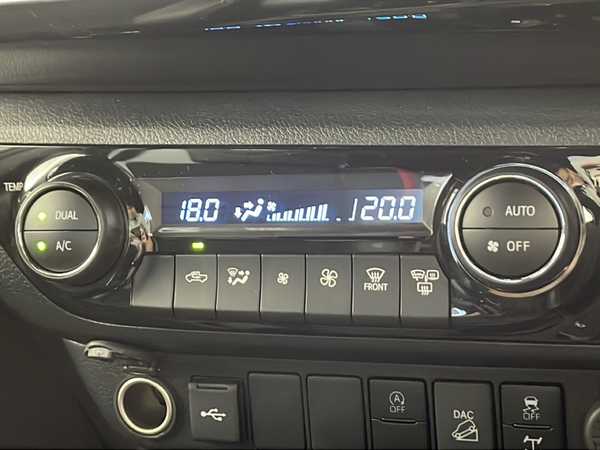 TEMP
18.0
20.0
DUAL
A/C
AUTO
OFF
FRONT
OFF
DAC
OFF